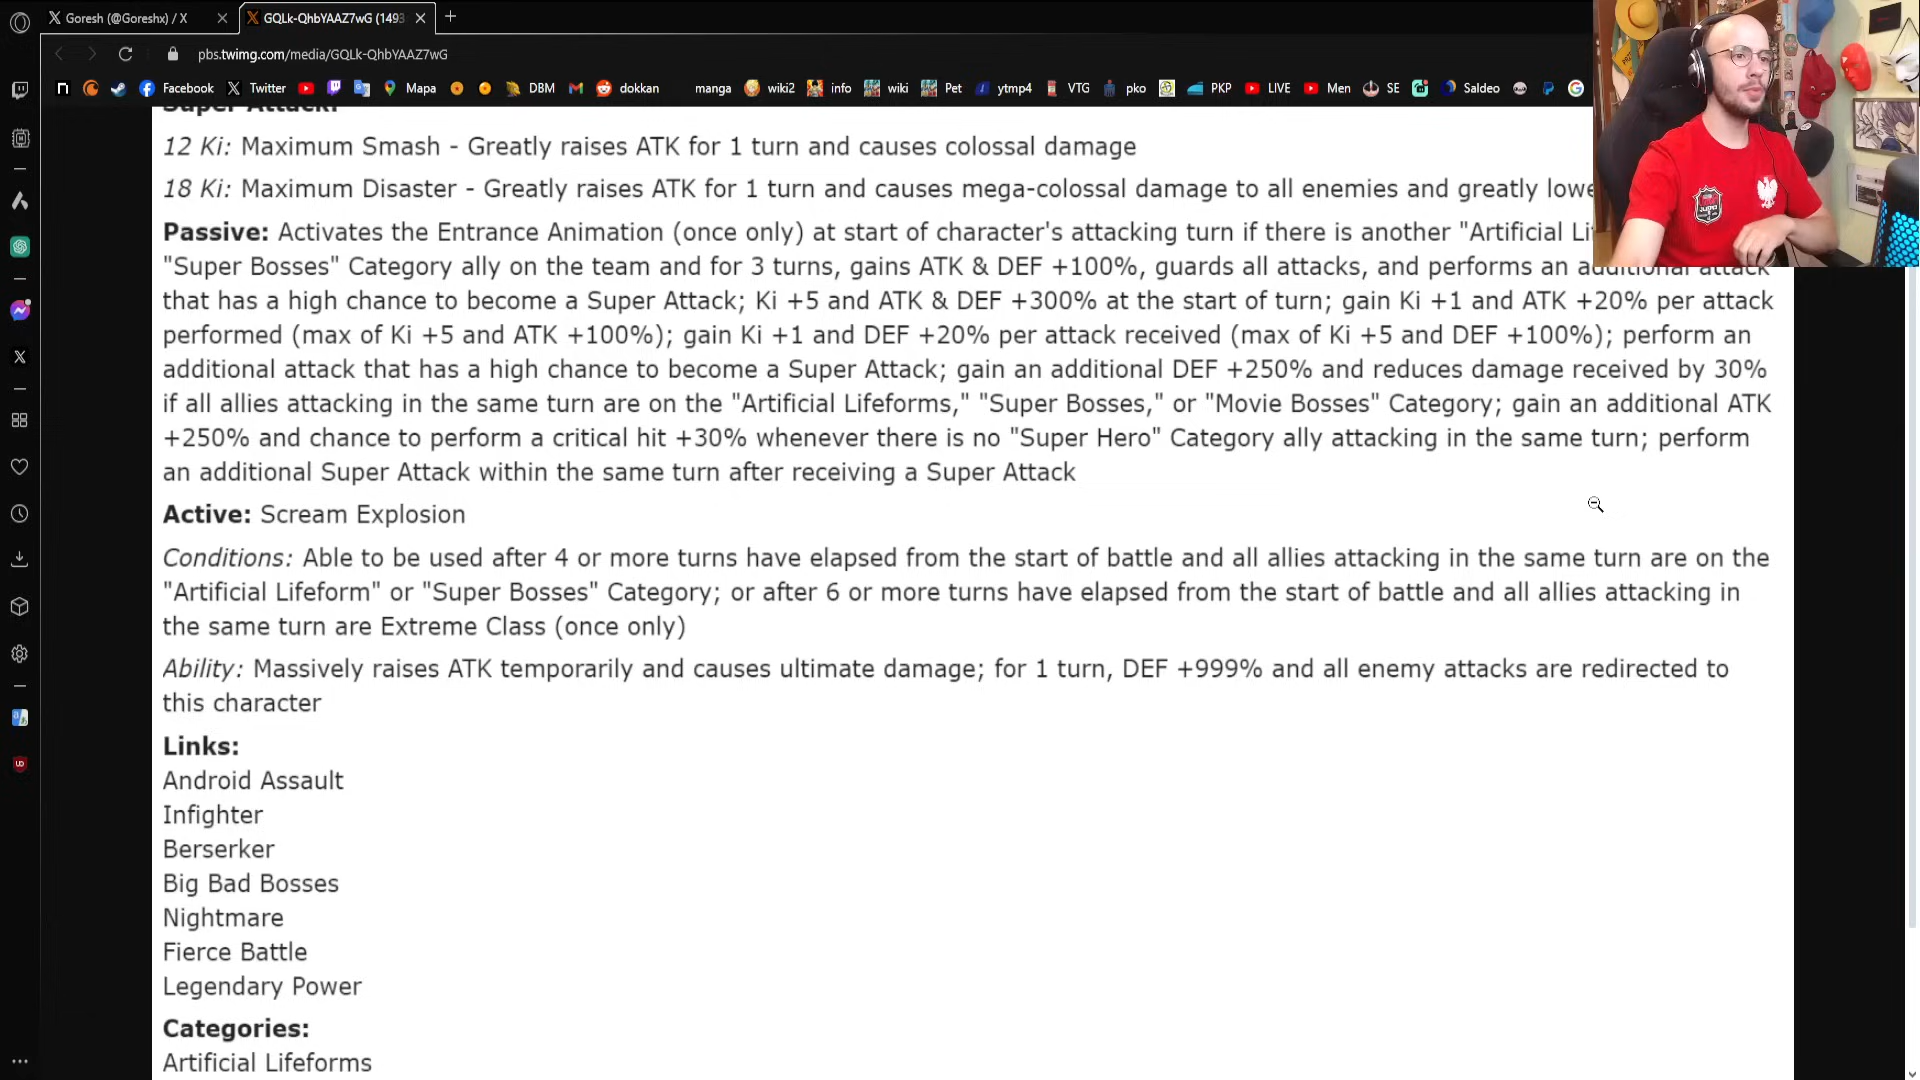 Goresh (@Goreshx) / X
GQLk-QhbYAAZ7wG (1493
pbs.twimg.com/media/GQLk-QhbYAAZ7wG
Facebook Twitter Mapa DBM dokkan manga wiki2 info wiki Pet ytmp4 VTG pko PKP LIVE Men SE Saldeo
Super Attack:
12 Ki: Maximum Smash - Greatly raises ATK for 1 turn and causes colossal damage
18 Ki: Maximum Disaster - Greatly raises ATK for 1 turn and causes mega-colossal damage to all enemies and greatly lowe
Passive: Activates the Entrance Animation (once only) at start of character's attacking turn if there is another "Artificial Li
"Super Bosses" Category ally on the team and for 3 turns, gains ATK & DEF +100%, guards all attacks, and performs an additional attack
that has a high chance to become a Super Attack; Ki +5 and ATK & DEF +300% at the start of turn; gain Ki +1 and ATK +20% per attack
performed (max of Ki +5 and ATK +100%); gain Ki +1 and DEF +20% per attack received (max of Ki +5 and DEF +100%); perform an
additional attack that has a high chance to become a Super Attack; gain an additional DEF +250% and reduces damage received by 30%
if all allies attacking in the same turn are on the "Artificial Lifeforms," "Super Bosses," or "Movie Bosses" Category; gain an additional ATK
+250% and chance to perform a critical hit +30% whenever there is no "Super Hero" Category ally attacking in the same turn; perform
an additional Super Attack within the same turn after receiving a Super Attack
Active: Scream Explosion
Conditions: Able to be used after 4 or more turns have elapsed from the start of battle and all allies attacking in the same turn are on the
"Artificial Lifeform" or "Super Bosses" Category; or after 6 or more turns have elapsed from the start of battle and all allies attacking in
the same turn are Extreme Class (once only)
Ability: Massively raises ATK temporarily and causes ultimate damage; for 1 turn, DEF +999% and all enemy attacks are redirected to
this character
Links:
Android Assault
Infighter
Berserker
Big Bad Bosses
Nightmare
Fierce Battle
Legendary Power
Categories:
Artificial Lifeforms